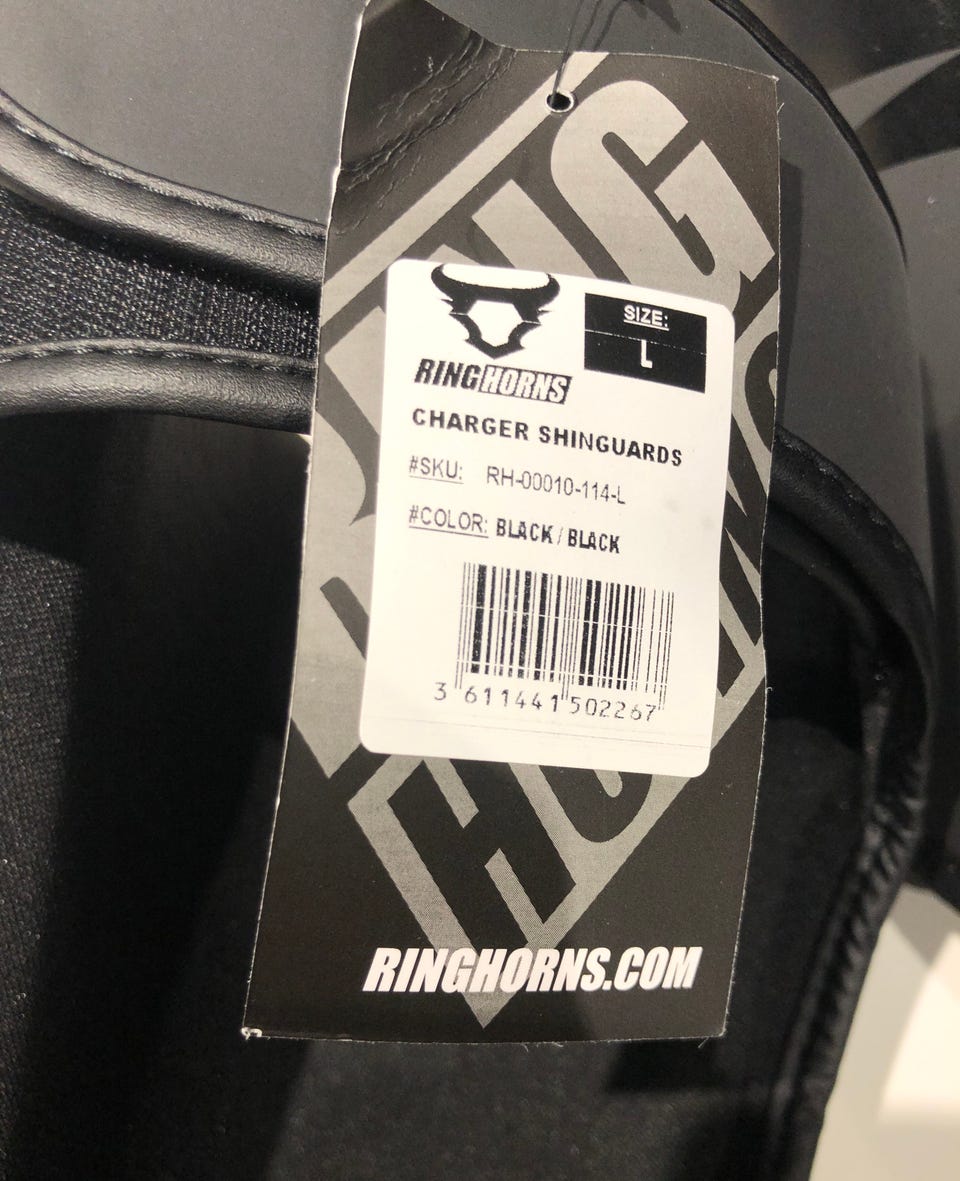 RINGHORNS
SIZE:
L
CHARGER SHINGUARDS
#SKU: RH-00010-114-L
#COLOR: BLACK / BLACK
3 611441 502267
RINGHORNS.COM